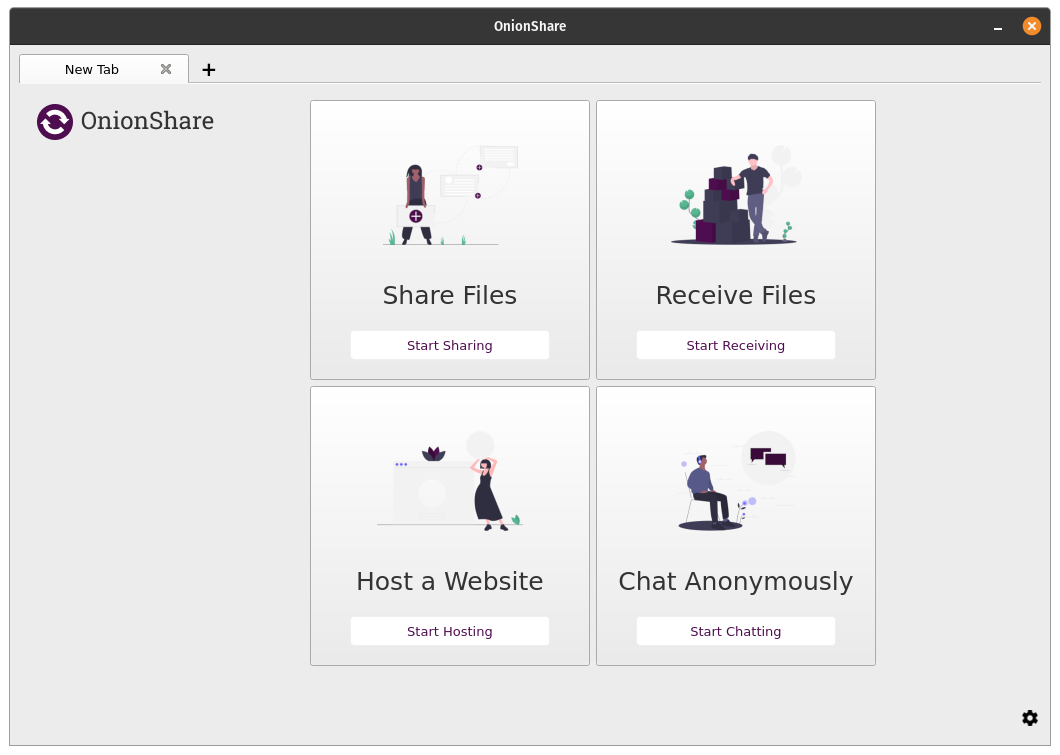 OnionShare
New Tab
OnionShare
Share Files
Start Sharing
Receive Files
Start Receiving
Host a Website
Start Hosting
Chat Anonymously
Start Chatting